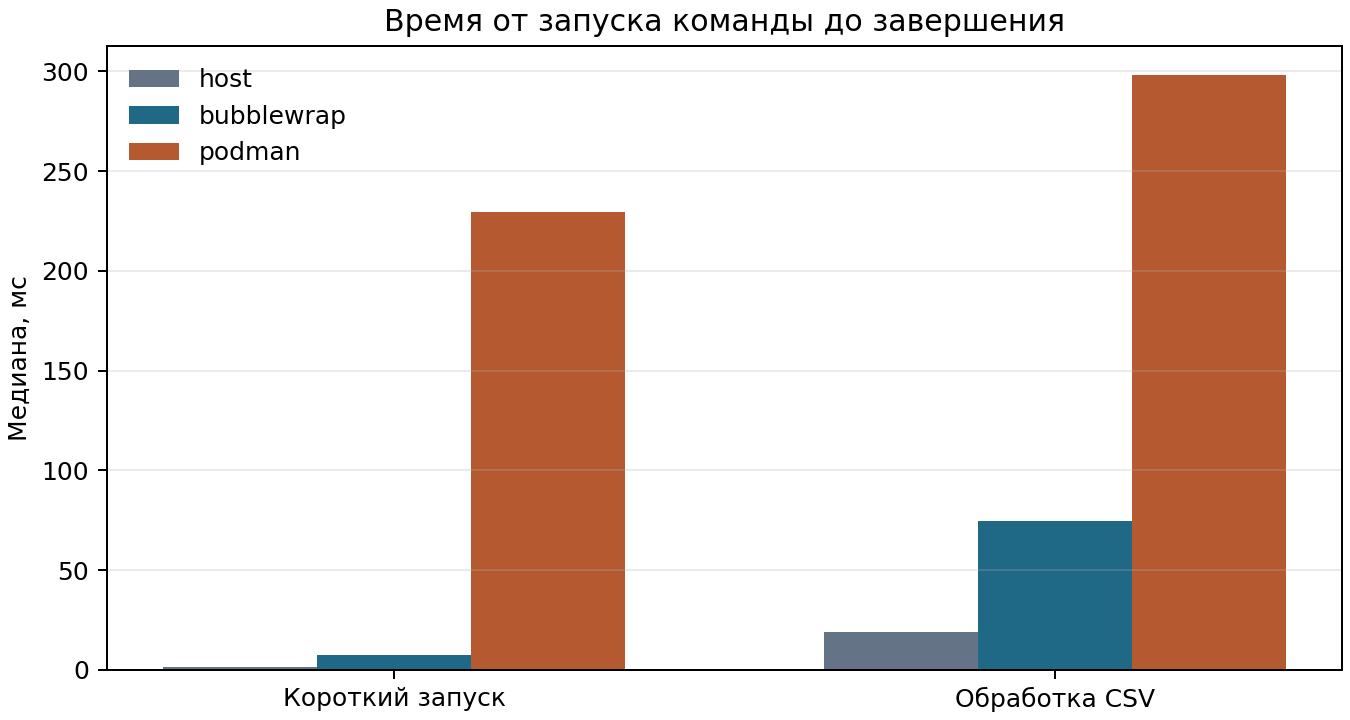 Время от запуска команды до завершения
host
bubblewrap
podman
Медиана, мс
300
250
200
150
100
50
0
Короткий запуск
Обработка CSV